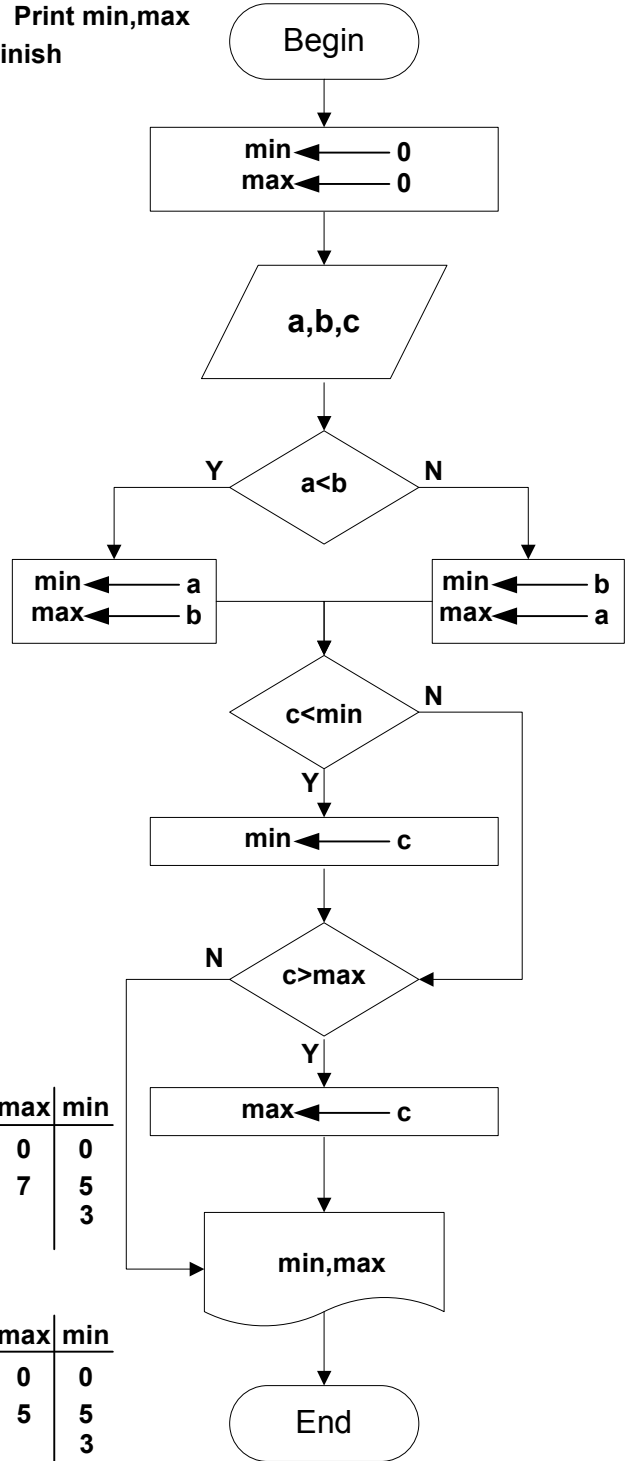 Print min,max
inish
Begin
min 0
max 0
a,b,c
a<b
Y
N
min a
max b
min b
max a
c<min
N
Y
min c
c>max
N
Y
max c
min,max
End
max min
0 0
7 5
3
max min
0 0
5 5
3